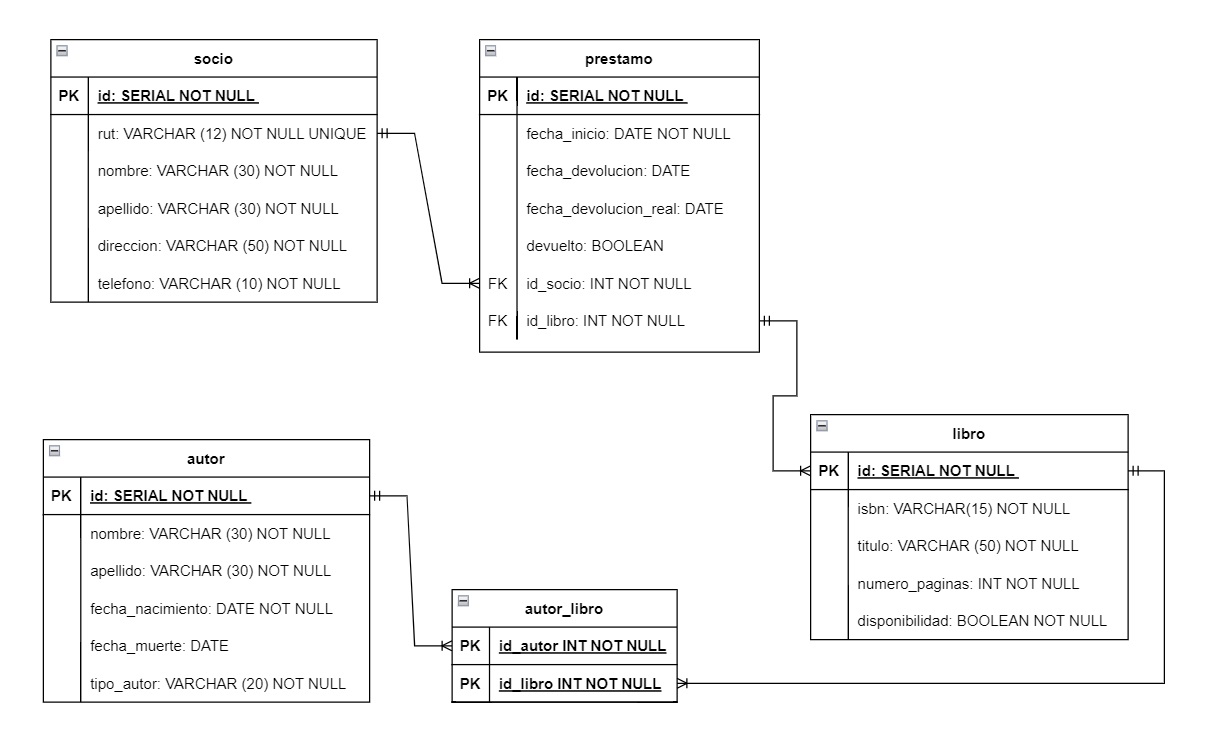 socio
PK id: SERIAL NOT NULL
rut: VARCHAR (12) NOT NULL UNIQUE
nombre: VARCHAR (30) NOT NULL
apellido: VARCHAR (30) NOT NULL
direccion: VARCHAR (50) NOT NULL
telefono: VARCHAR (10) NOT NULL
prestamo
PK id: SERIAL NOT NULL
fecha_inicio: DATE NOT NULL
fecha_devolucion: DATE
fecha_devolucion_real: DATE
devuelto: BOOLEAN
FK id_socio: INT NOT NULL
FK id_libro: INT NOT NULL
libro
PK id: SERIAL NOT NULL
isbn: VARCHAR(15) NOT NULL
titulo: VARCHAR (50) NOT NULL
numero_paginas: INT NOT NULL
disponibilidad: BOOLEAN NOT NULL
autor
PK id: SERIAL NOT NULL
nombre: VARCHAR (30) NOT NULL
apellido: VARCHAR (30) NOT NULL
fecha_nacimiento: DATE NOT NULL
fecha_muerte: DATE
tipo_autor: VARCHAR (20) NOT NULL
autor_libro
PK id_autor INT NOT NULL
PK id_libro INT NOT NULL